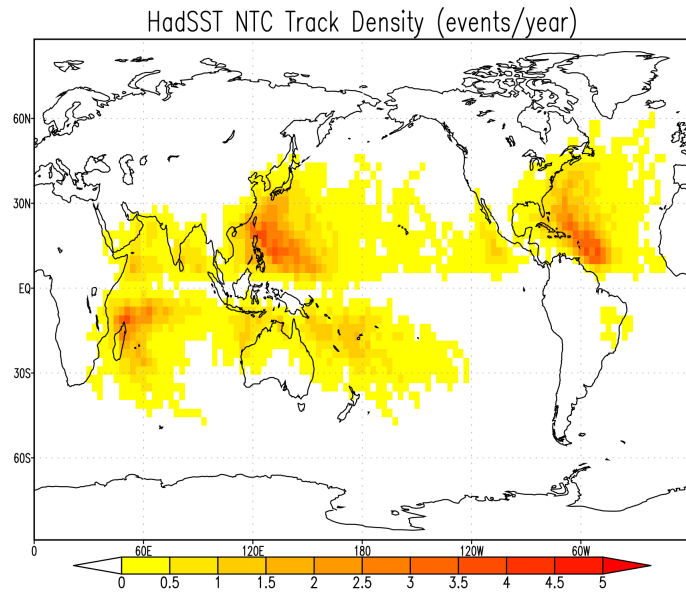 HadSST NTC Track Density (events/year)
60N
30N
EQ
30S
60S
0 60E 120E 180 120W 60W
0 0.5 1 1.5 2 2.5 3 3.5 4 4.5 5